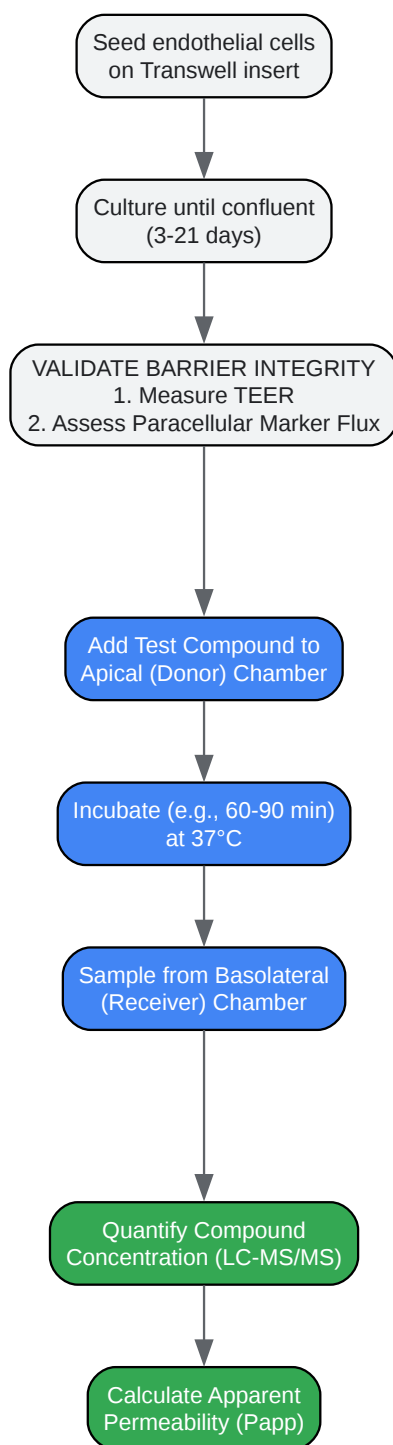 Seed endothelial cells
on Transwell insert
Culture until confluent
(3-21 days)
VALIDATE BARRIER INTEGRITY
1. Measure TEER
2. Assess Paracellular Marker Flux
Add Test Compound to
Apical (Donor) Chamber
Incubate (e.g., 60-90 min)
at 37°C
Sample from Basolateral
(Receiver) Chamber
Quantify Compound
Concentration (LC-MS/MS)
Calculate Apparent
Permeability (Papp)